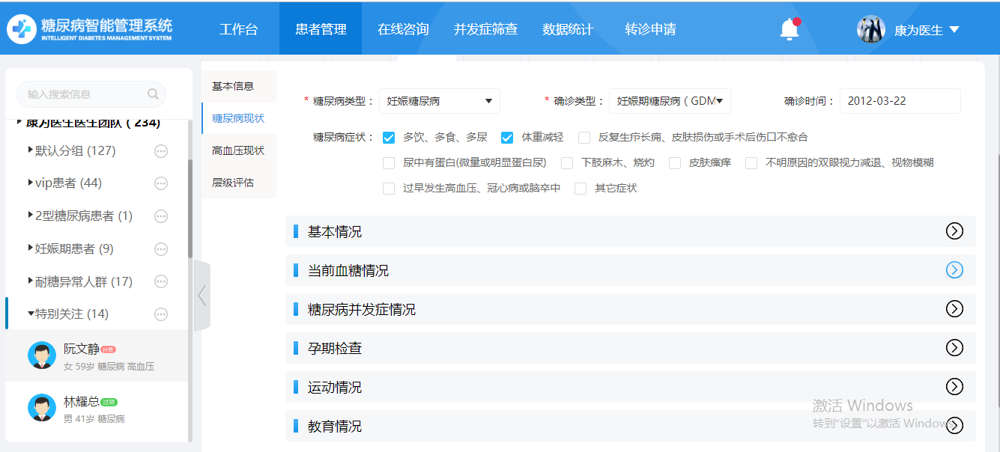 糖尿病智能管理系统
INTELLIGENT DIABETES MANAGEMENT SYSTEM
工作台 患者管理 在线咨询 并发症筛查 数据统计 转诊申请 康为医生
输入搜索信息
康为医生医生团队 ( 234)
默认分组 (127)
vip患者 (44)
2型糖尿病患者 (1)
妊娠期患者 (9)
耐糖异常人群 (17)
特别关注 (14)
阮文静 付费
女 59岁 糖尿病 高血压
林耀总 过期
男 41岁 糖尿病
基本信息
糖尿病现状
高血压现状
层级评估
* 糖尿病类型： 妊娠糖尿病 * 确诊类型： 妊娠期糖尿病（GDM 确诊时间： 2012-03-22
糖尿病症状： 多饮、多食、多尿 体重减轻 反复生疖长痈、皮肤损伤或手术后伤口不愈合
尿中有蛋白(微量或明显蛋白尿) 下肢麻木、烧灼 皮肤瘙痒 不明原因的双眼视力减退、视物模糊
过早发生高血压、冠心病或脑卒中 其它症状
基本情况
当前血糖情况
糖尿病并发症情况
孕期检查
运动情况
教育情况
激活 Windows
转到"设置"以激活 Windows。